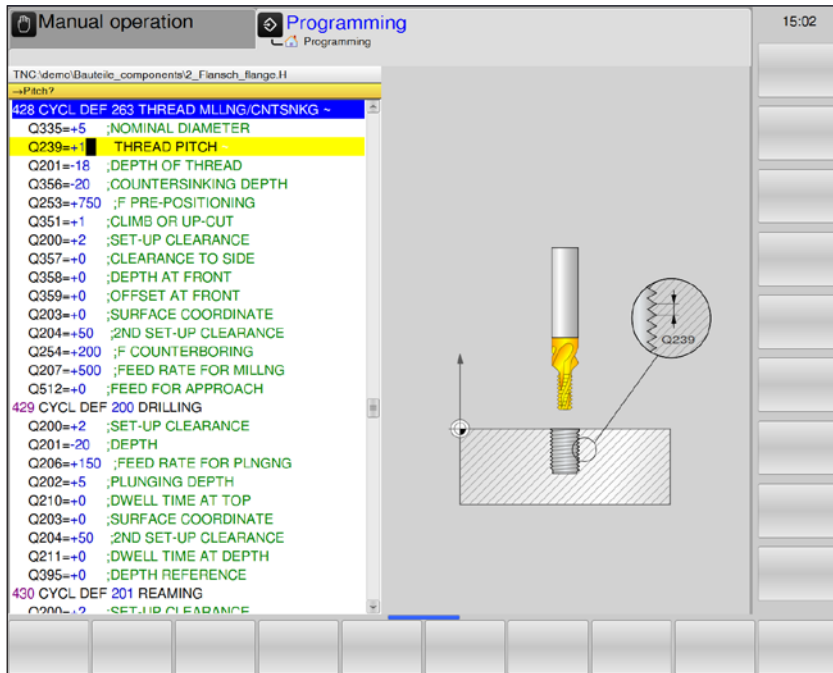 Manual operation
Programming
Programming
15:02
TNC:\demo\Bauteile_components\2_Flansch_flange.H
→Pitch?
428 CYCL DEF 263 THREAD MLLNG/CNTSNKG ~
Q335=+5 ;NOMINAL DIAMETER
Q239=+1 THREAD PITCH ~
Q201=-18 ;DEPTH OF THREAD
Q356=-20 ;COUNTERSINKING DEPTH
Q253=+750 ;F PRE-POSITIONING
Q351=+1 ;CLIMB OR UP-CUT
Q200=+2 ;SET-UP CLEARANCE
Q357=+0 ;CLEARANCE TO SIDE
Q358=+0 ;DEPTH AT FRONT
Q359=+0 ;OFFSET AT FRONT
Q203=+0 ;SURFACE COORDINATE
Q204=+50 ;2ND SET-UP CLEARANCE
Q254=+200 ;F COUNTERBORING
Q207=+500 ;FEED RATE FOR MILLNG
Q512=+0 ;FEED FOR APPROACH
429 CYCL DEF 200 DRILLING
Q200=+2 ;SET-UP CLEARANCE
Q201=-20 ;DEPTH
Q206=+150 ;FEED RATE FOR PLNGNG
Q202=+5 ;PLUNGING DEPTH
Q210=+0 ;DWELL TIME AT TOP
Q203=+0 ;SURFACE COORDINATE
Q204=+50 ;2ND SET-UP CLEARANCE
Q211=+0 ;DWELL TIME AT DEPTH
Q395=+0 ;DEPTH REFERENCE
430 CYCL DEF 201 REAMING
Q200=+2 ;SET-UP CLEARANCE
Q239